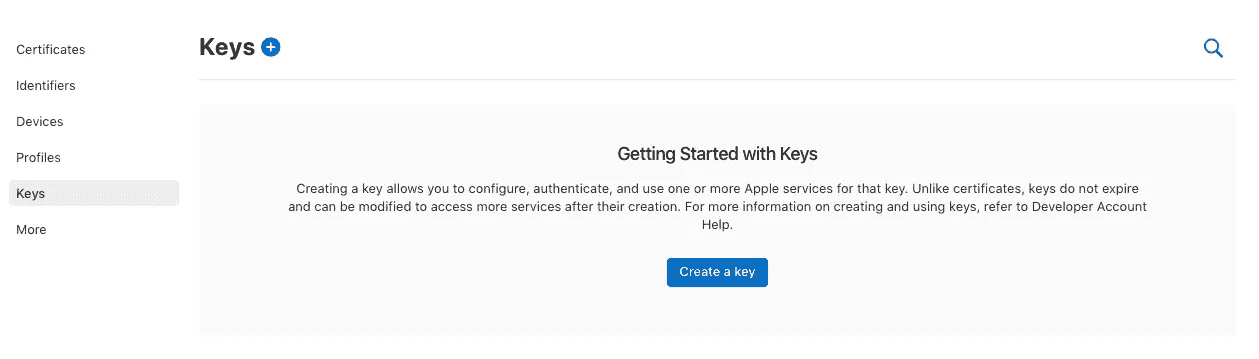 Certificates
Identifiers
Devices
Profiles
Keys
More
Keys
Getting Started with Keys
Creating a key allows you to configure, authenticate, and use one or more Apple services for that key. Unlike certificates, keys do not expire
and can be modified to access more services after their creation. For more information on creating and using keys, refer to Developer Account
Help.
Create a key